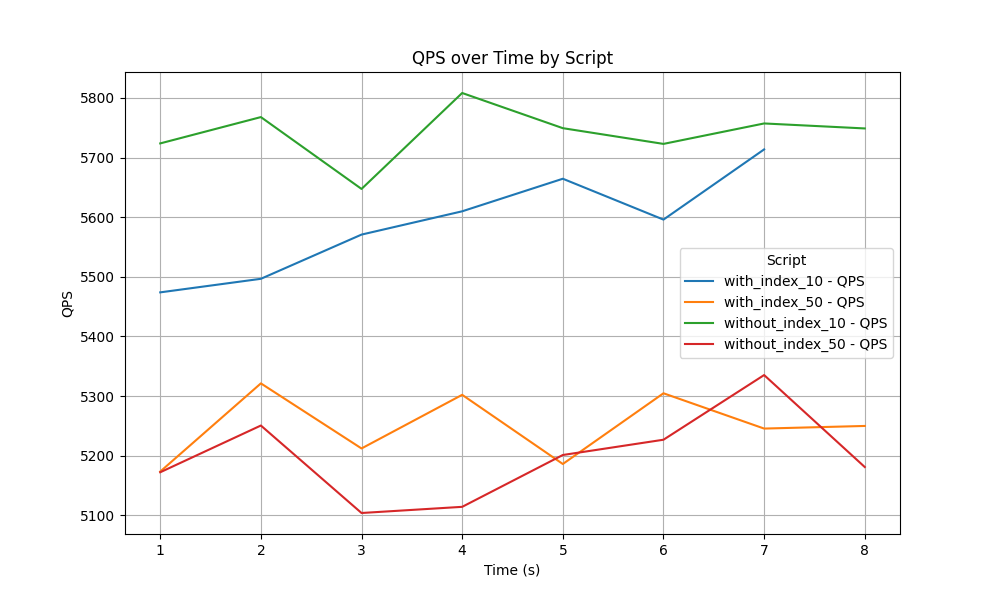 QPS over Time by Script
QPS
5800
5700
5600
5500
5400
5300
5200
5100
Script
with_index_10 - QPS
with_index_50 - QPS
without_index_10 - QPS
without_index_50 - QPS
1 2 3 4 5 6 7 8
Time (s)